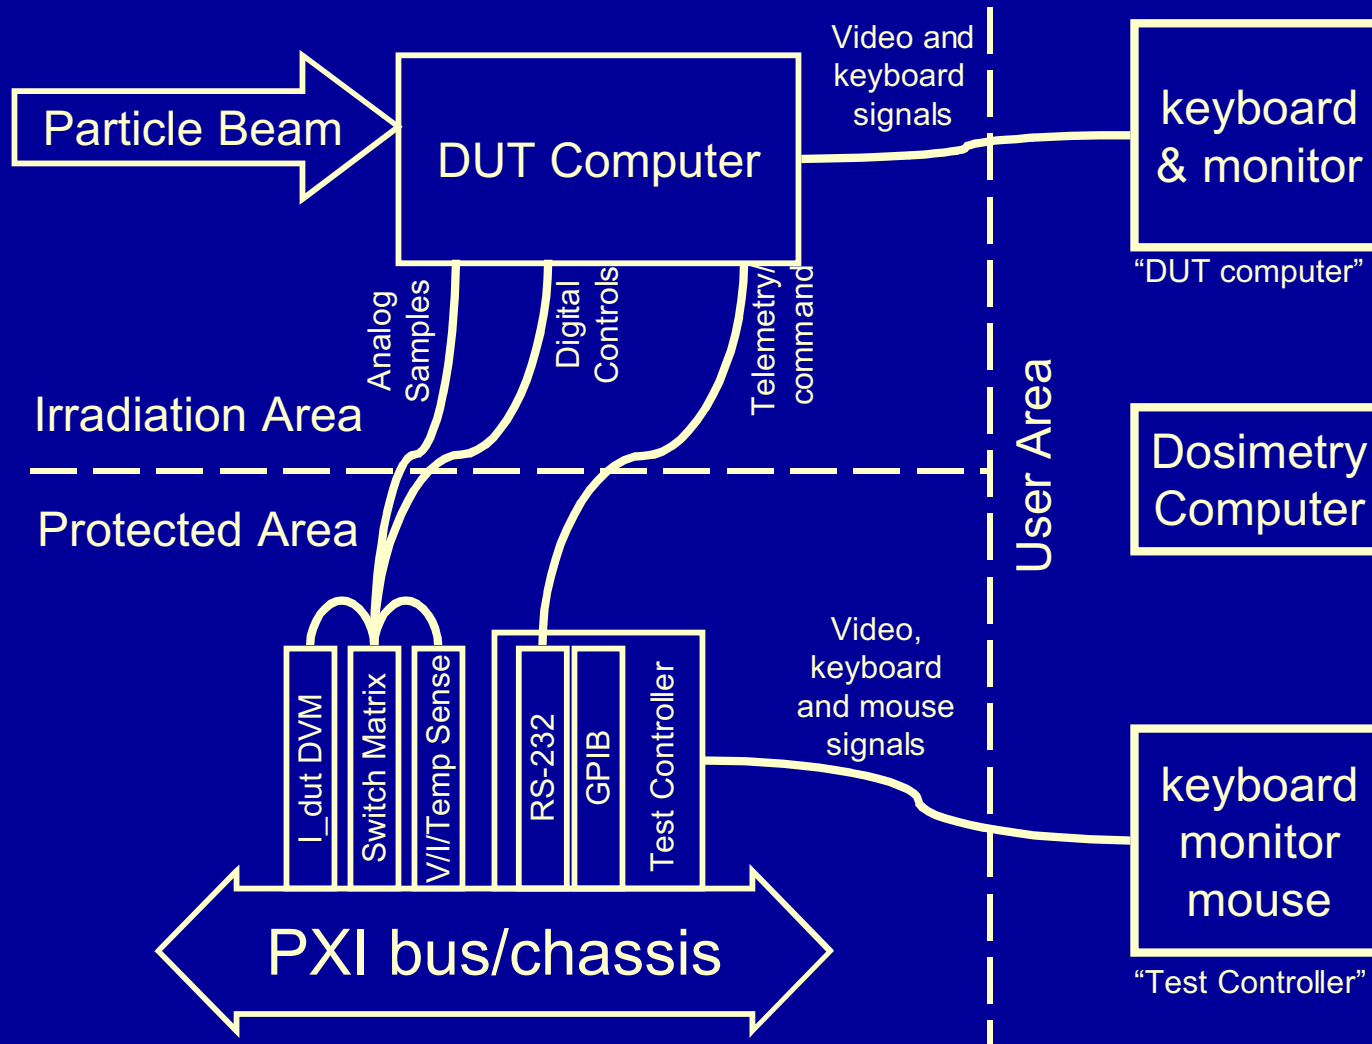 Particle Beam
DUT Computer
Video and
keyboard
signals
keyboard
& monitor
“DUT computer”
Analog
Samples
Digital
Controls
Telemetry/
command
Irradiation Area
Protected Area
User Area
Dosimetry
Computer
I_dut DVM
Switch Matrix
V/I/Temp Sense
RS-232
GPIB
Test Controller
Video,
keyboard
and mouse
signals
keyboard
monitor
mouse
“Test Controller”
PXI bus/chassis